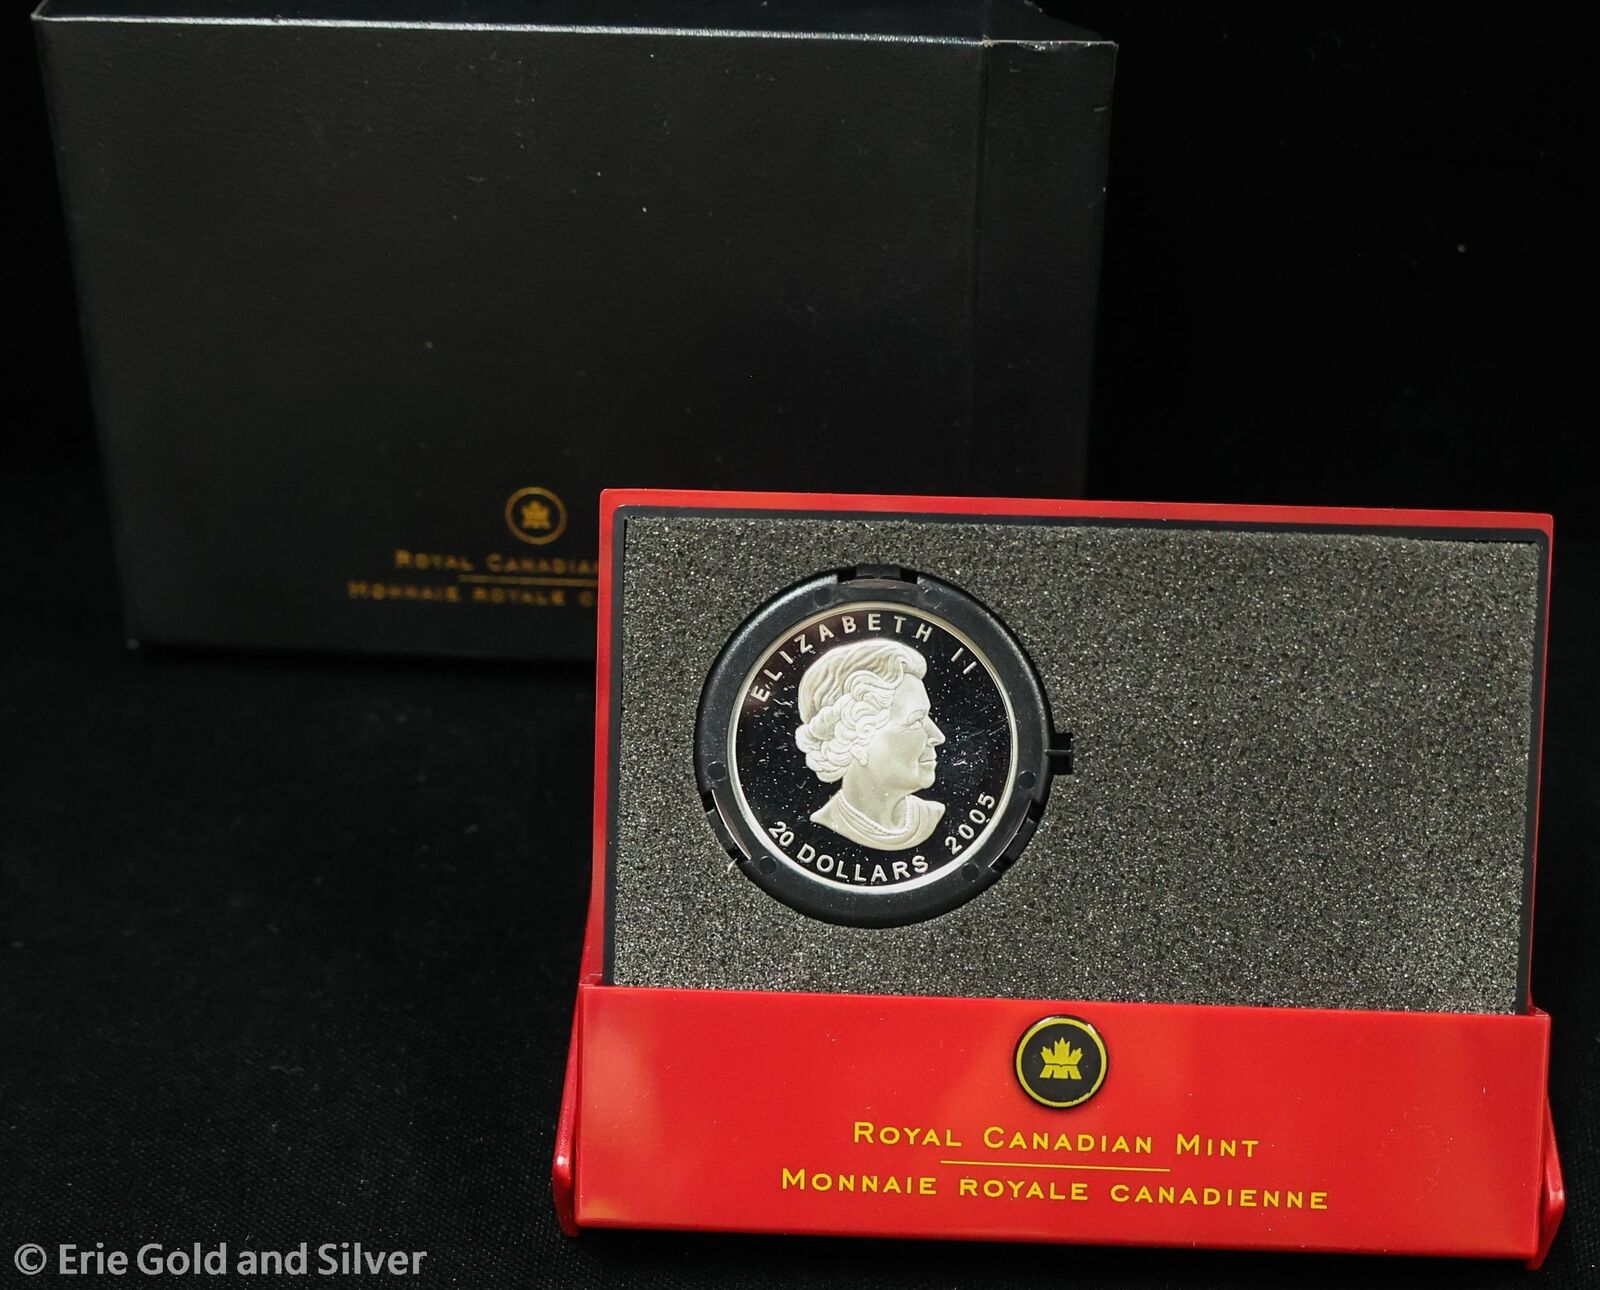 ROYAL CANADIAN
MONNAIE ROYALE
ELIZABETH II
20 DOLLARS 2005
ROYAL CANADIAN MINT
MONNAIE ROYALE CANADIENNE
© Erie Gold and Silver